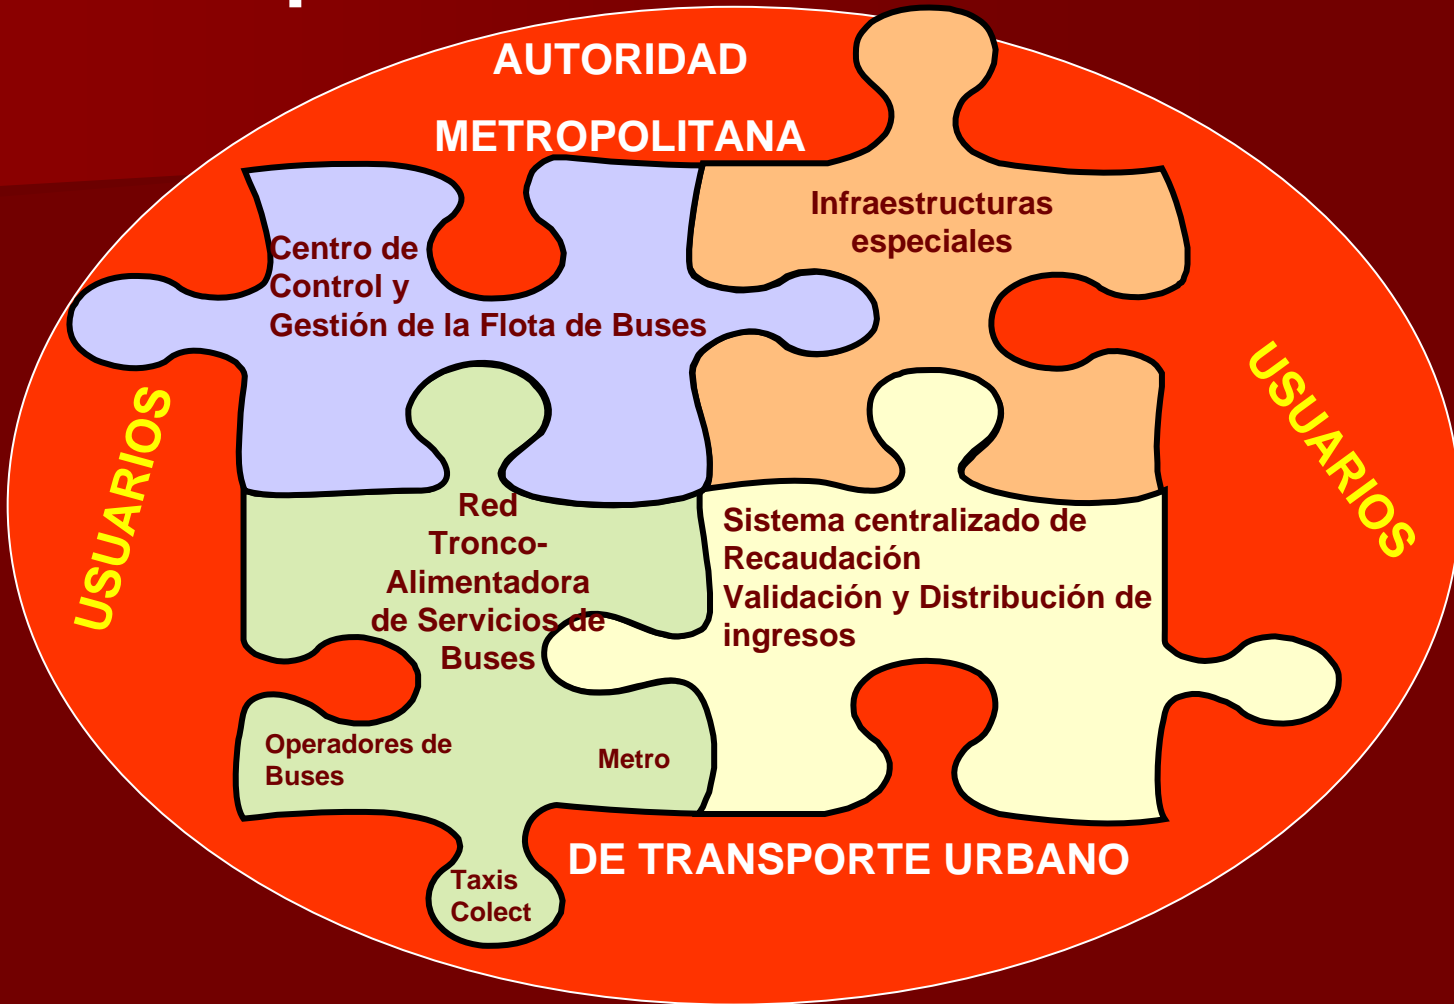 AUTORIDAD
METROPOLITANA
Infraestructuras
especiales
Centro de
Control y
Gestión de la Flota de Buses
USUARIOS
USUARIOS
Red
Tronco-
Alimentadora
de Servicios de
Buses
Sistema centralizado de
Recaudación
Validación y Distribución de
ingresos
Operadores de
Buses
Metro
Taxis
Colect
DE TRANSPORTE URBANO